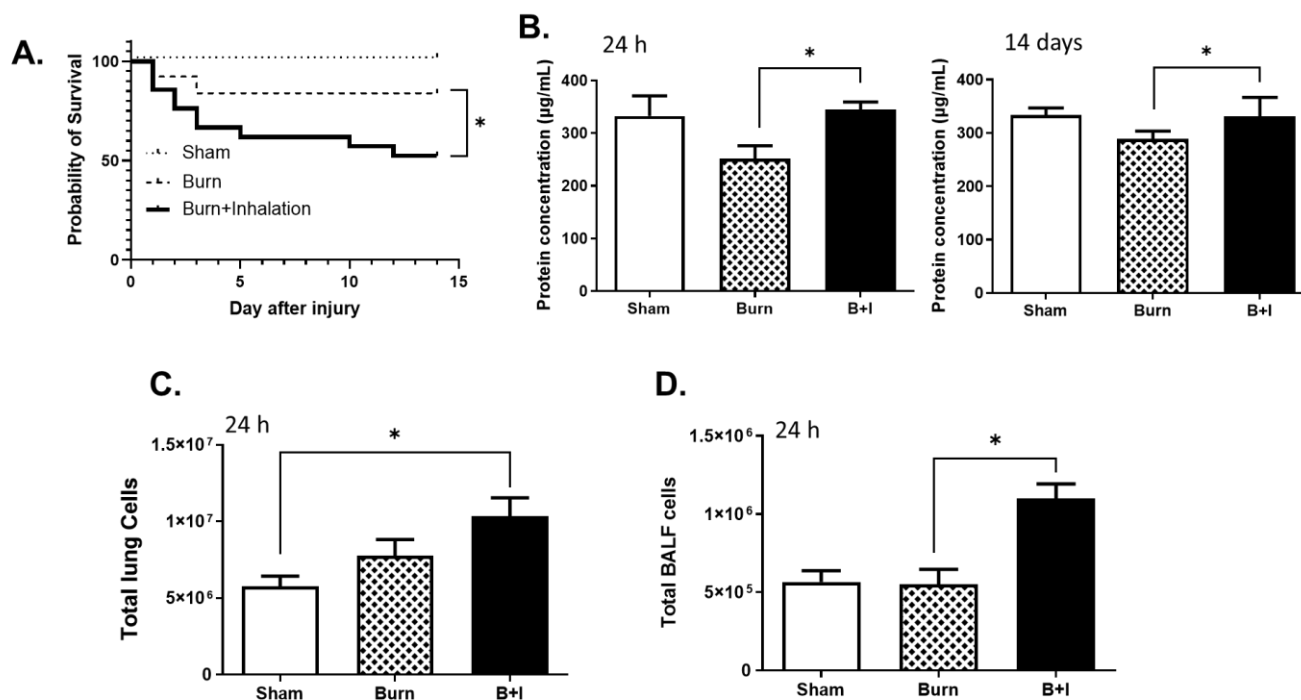 A.
Probability of Survival
100
50
0
0 5 10 15
Day after injury
Sham
Burn
Burn+Inhalation
*
B.
24 h
Protein concentration (µg/mL)
400
300
200
100
0
*
Sham Burn B+I
14 days
Protein concentration (µg/mL)
400
300
200
100
0
*
Sham Burn B+I
C.
24 h
Total lung Cells
1.5×10⁷
1×10⁷
5×10⁶
0
*
Sham Burn B+I
D.
24 h
Total BALF cells
1.5×10⁶
1×10⁶
5×10⁵
0
*
Sham Burn B+I